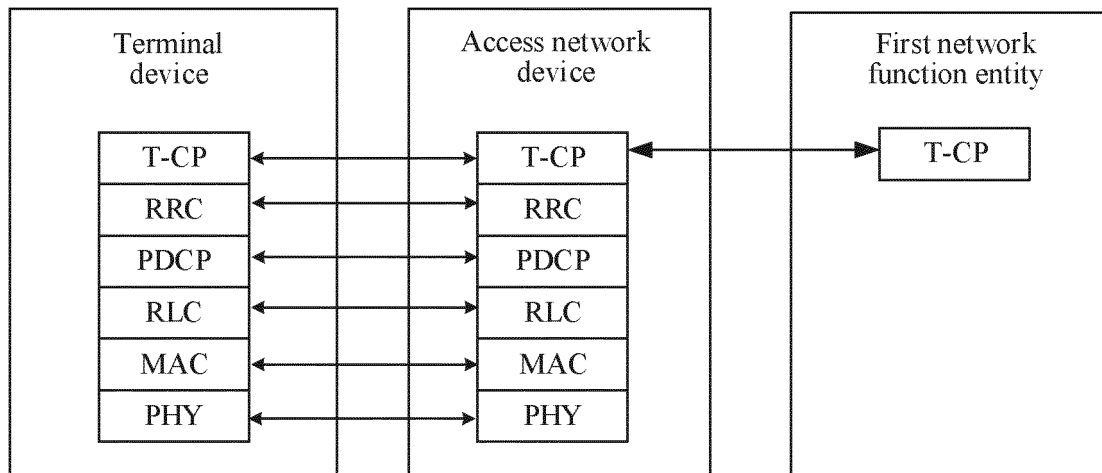 Terminal
device
T-CP
RRC
PDCP
RLC
MAC
PHY
Access network
device
T-CP
RRC
PDCP
RLC
MAC
PHY
First network
function entity
T-CP